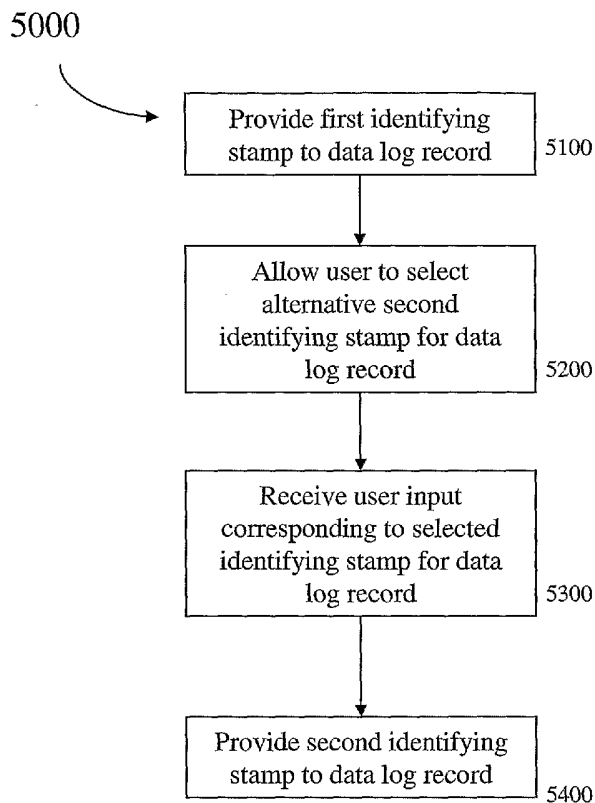 5000
Provide first identifying
stamp to data log record
5100
Allow user to select
alternative second
identifying stamp for data
log record
5200
Receive user input
corresponding to selected
identifying stamp for data
log record
5300
Provide second identifying
stamp to data log record
5400